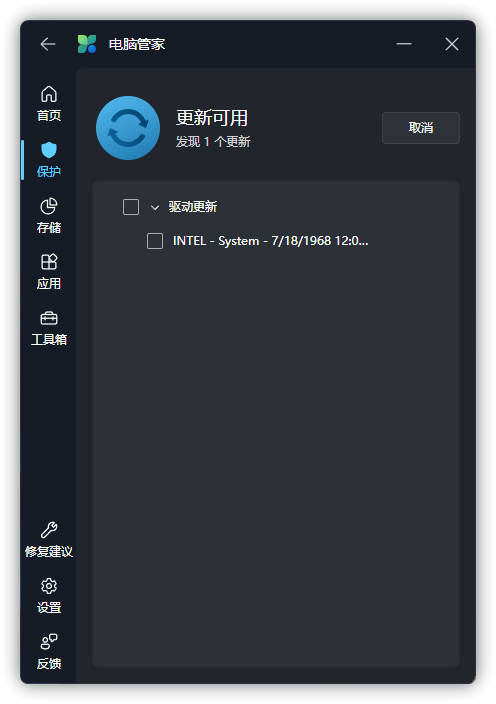 电脑管家
首页
保护
存储
应用
工具箱
修复建议
设置
反馈
更新可用
发现 1 个更新
取消
驱动更新
INTEL - System - 7/18/1968 12:0...